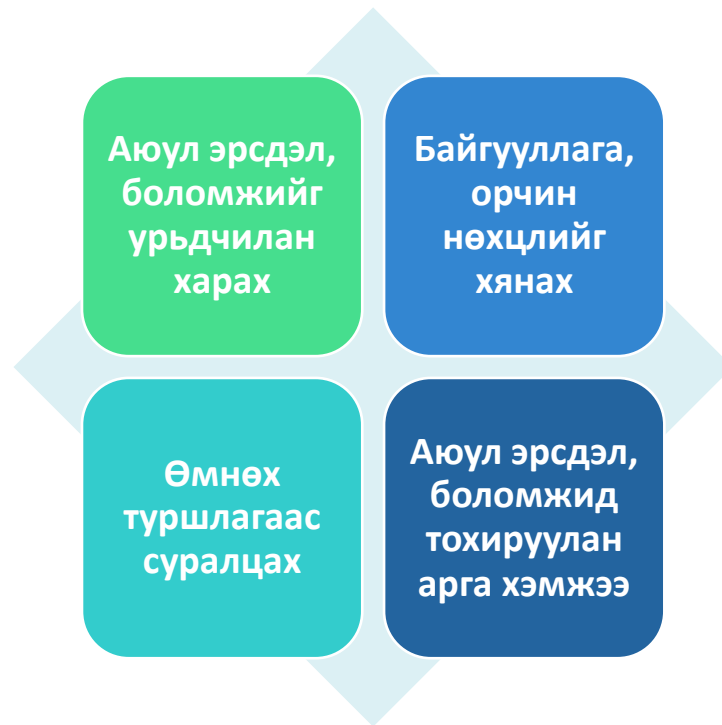 Аюул эрсдэл,
боломжийг
урьдчилан
харах
Байгууллага,
орчин
нөхцлийг
хянах
Өмнөх
туршлагаас
суралцах
Аюул эрсдэл,
боломжид
тохируулан
арга хэмжээ